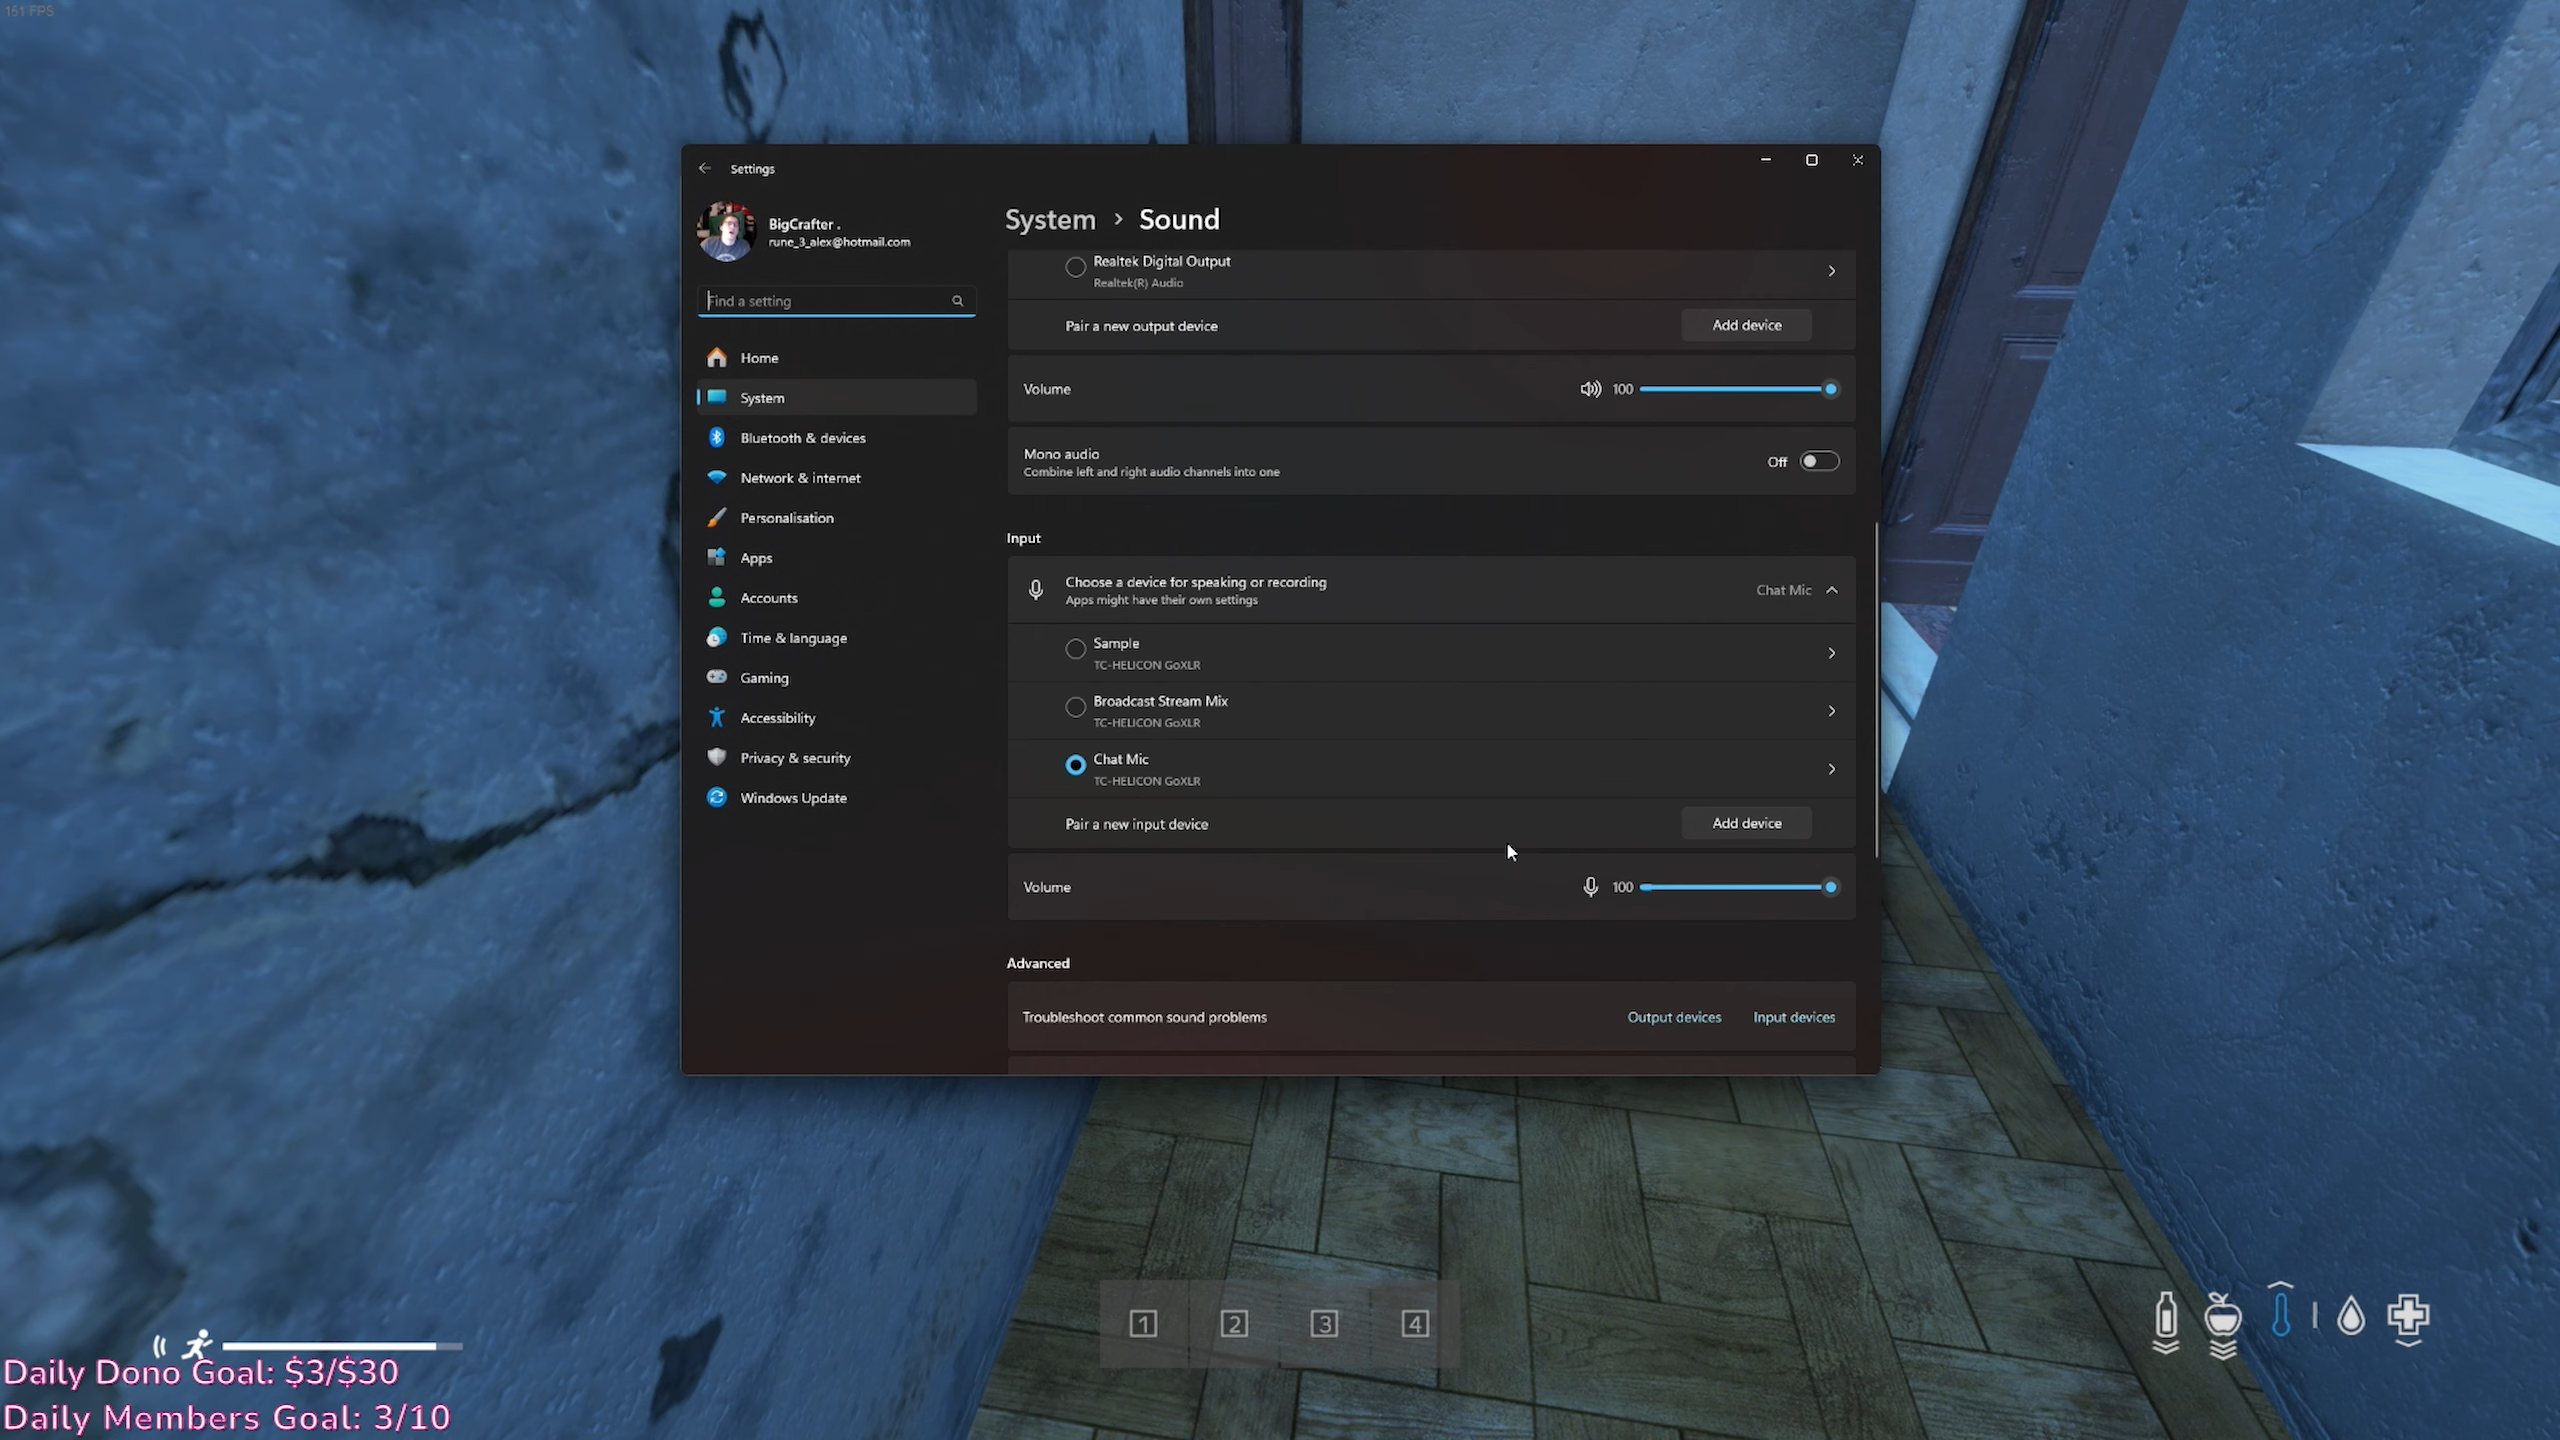 151 FPS
Settings
BigCrafter .
rune_3_alex@hotmail.com
Find a setting
Home
System
Bluetooth & devices
Network & internet
Personalisation
Apps
Accounts
Time & language
Gaming
Accessibility
Privacy & security
Windows Update
System > Sound
Realtek Digital Output
Realtek(R) Audio
Pair a new output device
Add device
Volume
100
Mono audio
Combine left and right audio channels into one
Off
Input
Choose a device for speaking or recording
Apps might have their own settings
Chat Mic
Sample
TC-HELICON GoXLR
Broadcast Stream Mix
TC-HELICON GoXLR
Chat Mic
TC-HELICON GoXLR
Pair a new input device
Add device
Volume
100
Advanced
Troubleshoot common sound problems
Output devices
Input devices
1 2 3 4
Daily Dono Goal: $3/$30
Daily Members Goal: 3/10